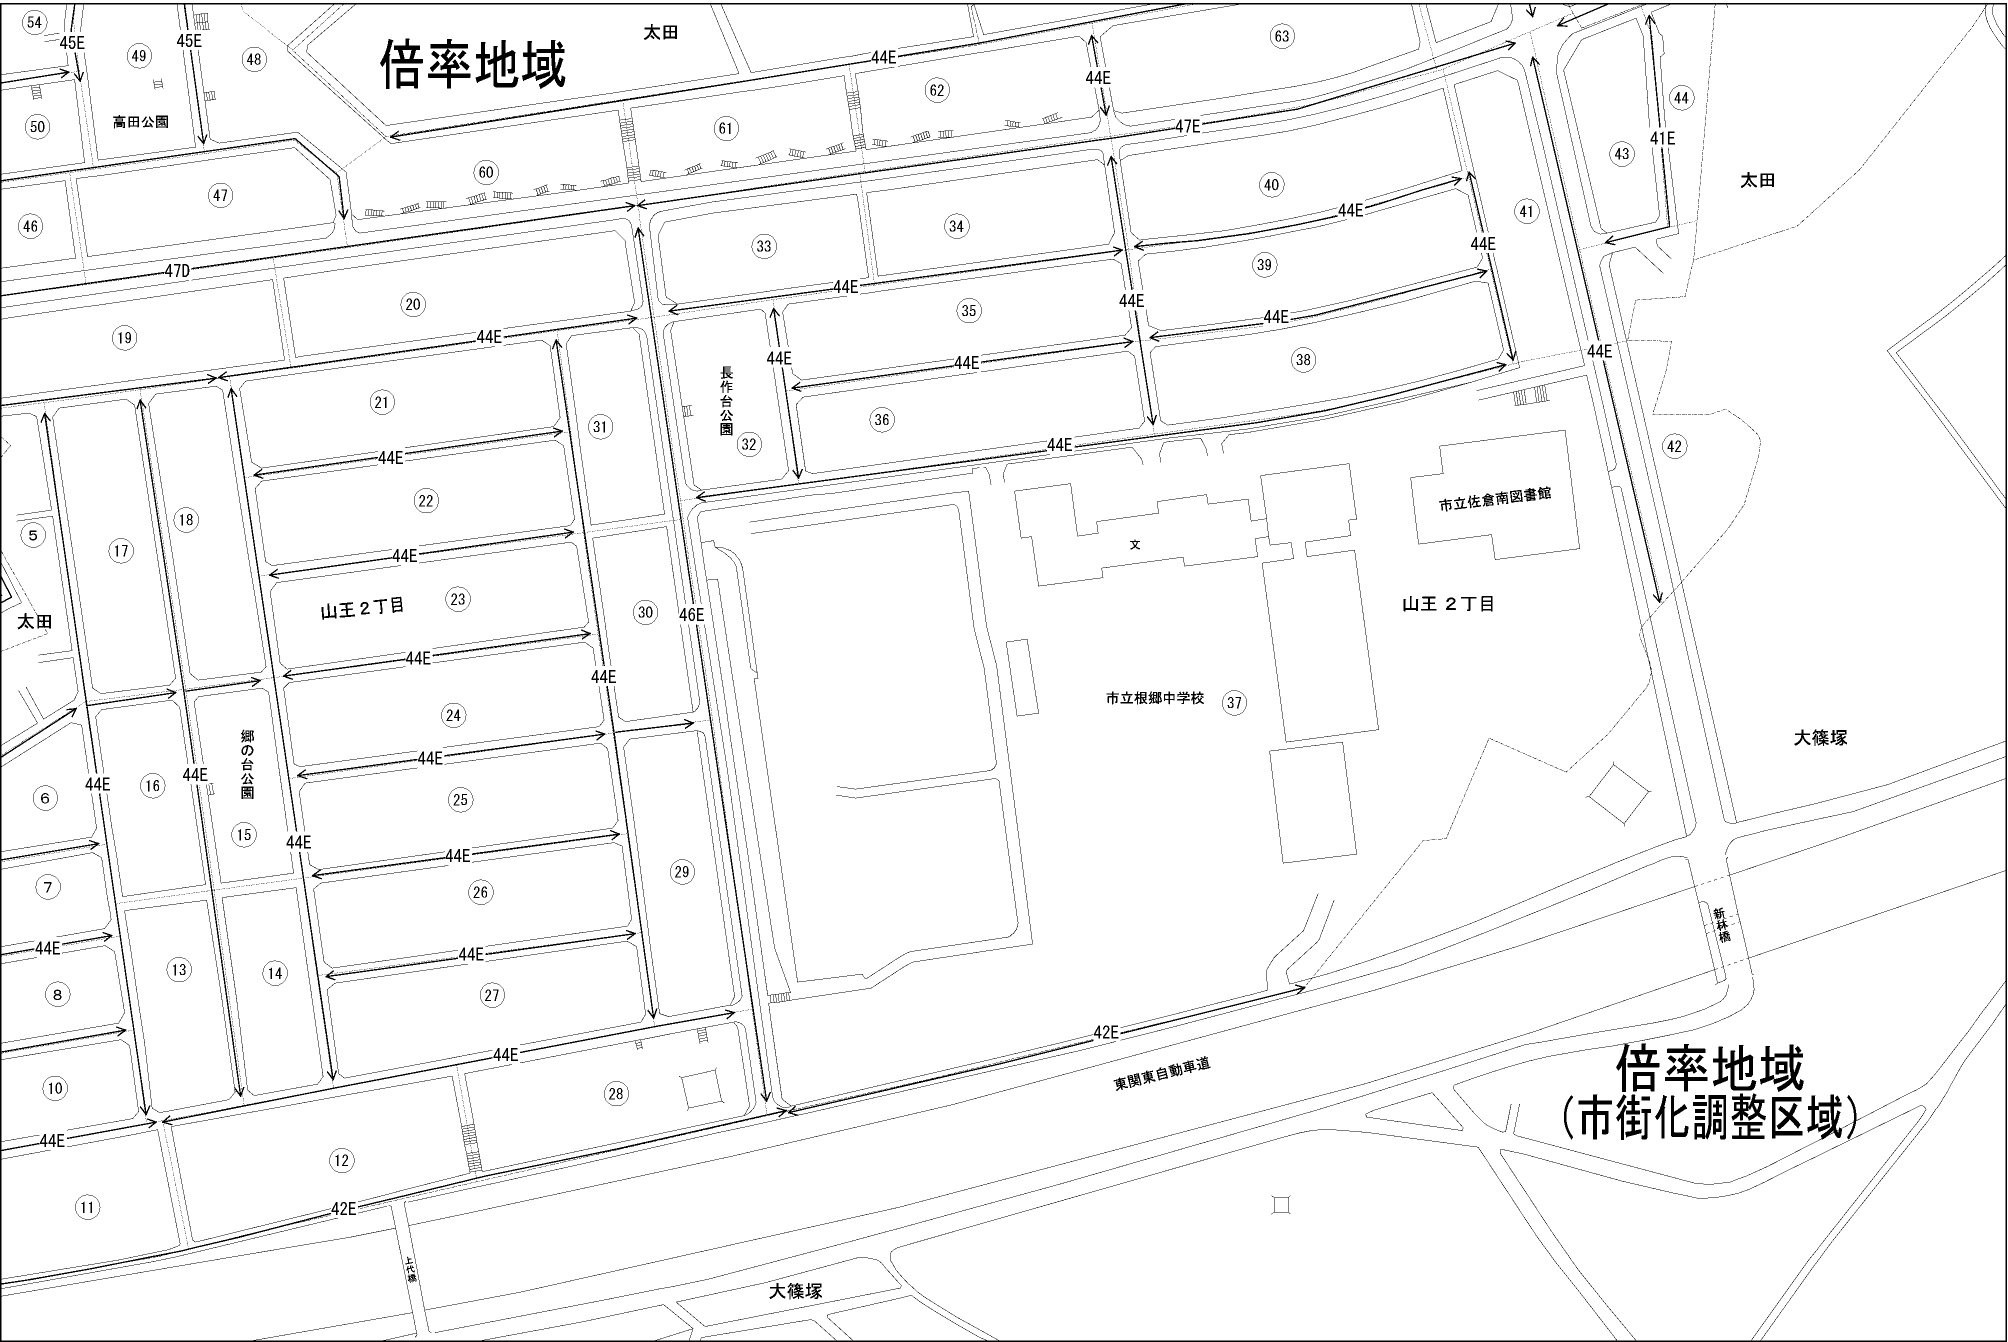 54
45E
49
45E
48
倍率地域
太田
44E
63
62
44E
44
50
高田公園
61
47E
41E
43
60
47
40
太田
46
33
34
44E
41
44E
47D
39
20
44E
44E
35
44E
19
44E
44E
44E
44E
38
長作台公園
21
36
31
32
44E
42
44E
22
市立佐倉南図書館
18
5
17
44E
文
23
山王2丁目
30
46E
山王 2丁目
太田
44E
44E
市立根郷中学校
37
24
郷の台公園
44E
大篠塚
44E
44E
16
6
25
15
44E
44E
29
7
26
新林橋
44E
44E
13
14
8
27
42E
44E
東関東自動車道
倍率地域
(市街化調整区域)
10
28
44E
12
11
42E
上代橋
大篠塚